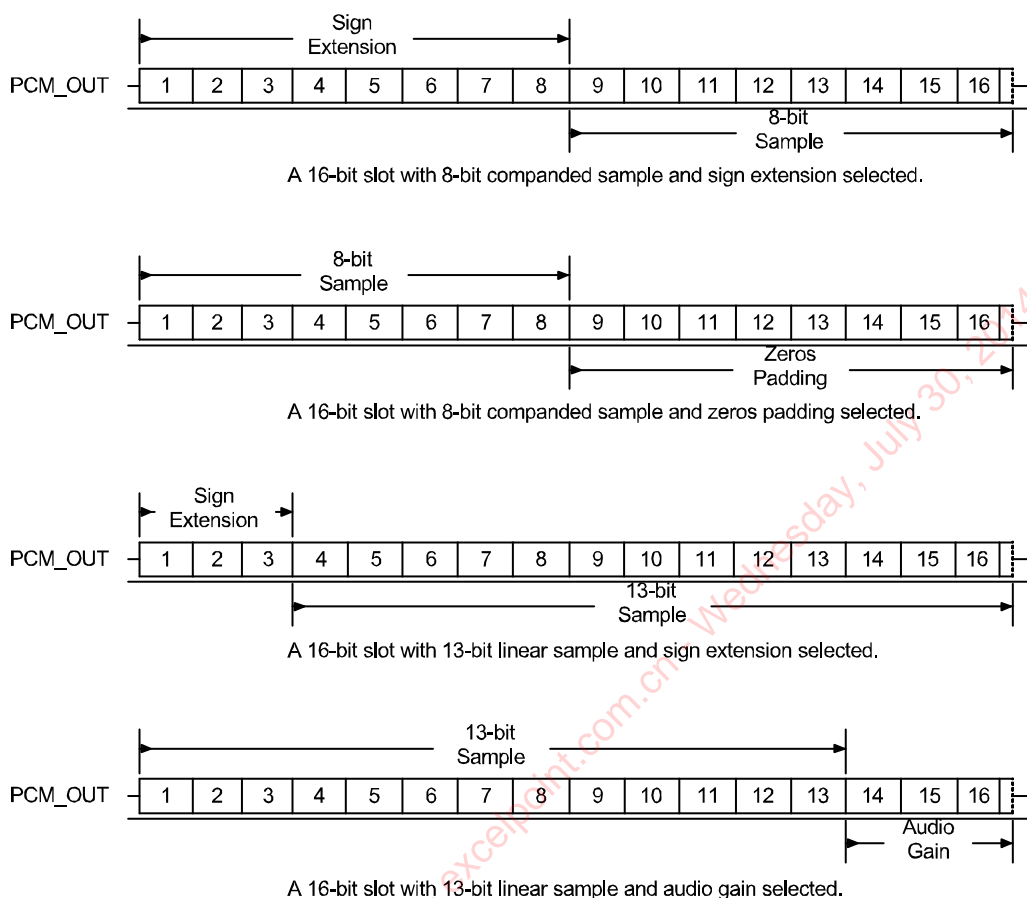 Sign
Extension
PCM_OUT 1 2 3 4 5 6 7 8 9 10 11 12 13 14 15 16
8-bit
Sample
A 16-bit slot with 8-bit companded sample and sign extension selected.
8-bit
Sample
PCM_OUT 1 2 3 4 5 6 7 8 9 10 11 12 13 14 15 16
Zeros
Padding
A 16-bit slot with 8-bit companded sample and zeros padding selected.
Sign
Extension
PCM_OUT 1 2 3 4 5 6 7 8 9 10 11 12 13 14 15 16
13-bit
Sample
A 16-bit slot with 13-bit linear sample and sign extension selected.
13-bit
Sample
PCM_OUT 1 2 3 4 5 6 7 8 9 10 11 12 13 14 15 16
Audio
Gain
A 16-bit slot with 13-bit linear sample and audio gain selected.
excelpoint.com.cn - Wednesday, July 30, 2014